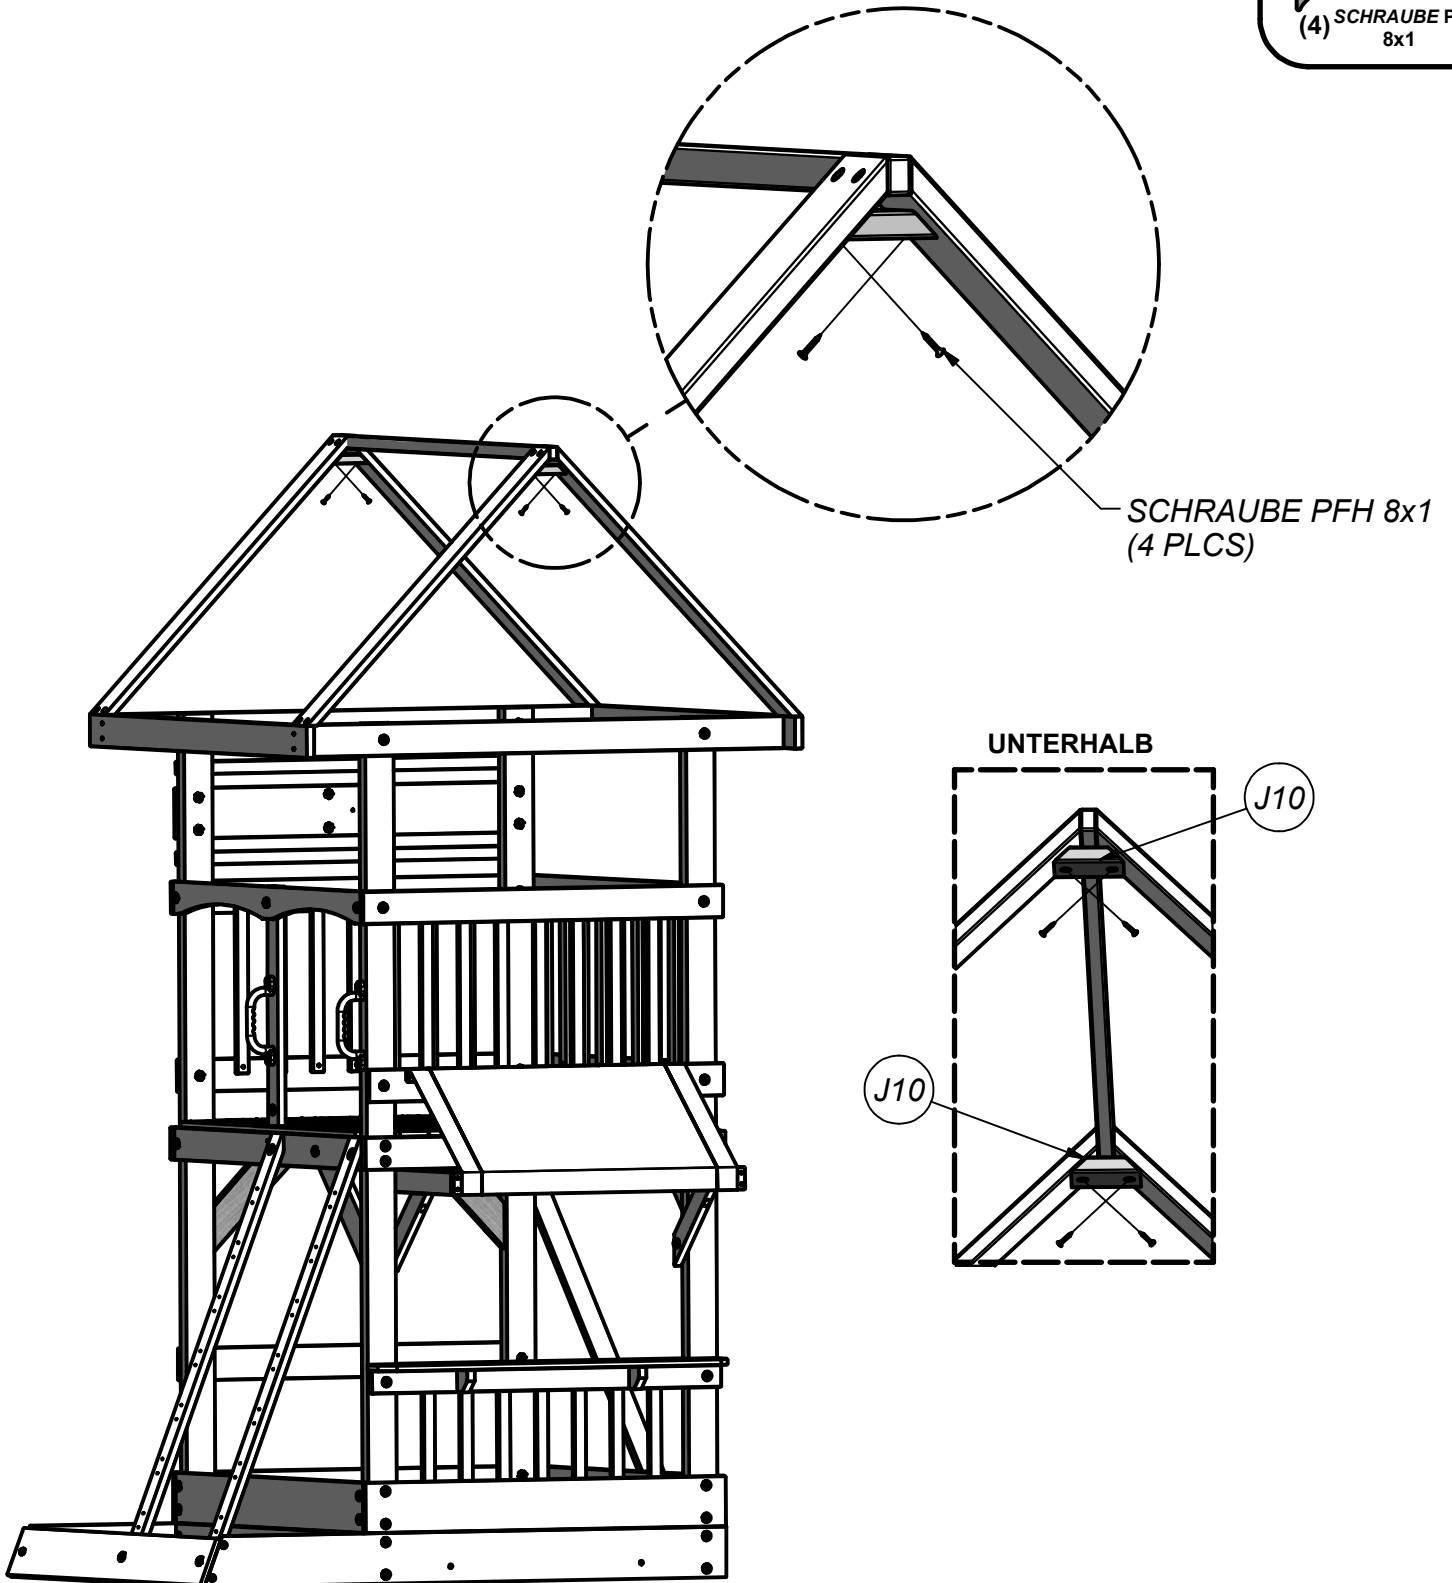 (4) SCHRAUBE
8x1
SCHRAUBE PFH 8x1
(4 PLCS)
UNTERHALB
J10
J10